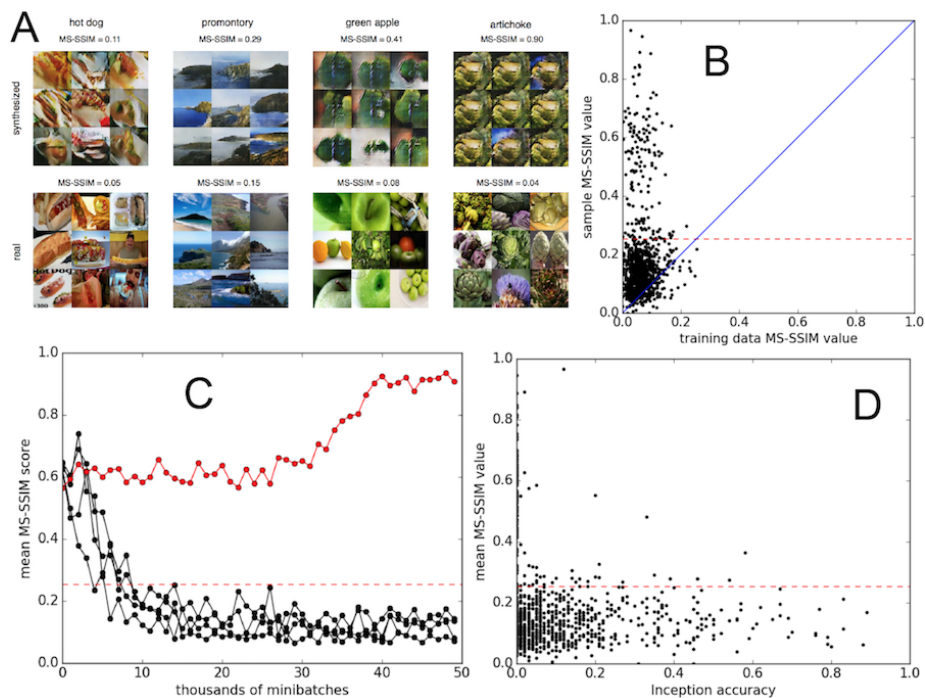 A
hot dog
promontory
green apple
artichoke
MS-SSIM = 0.11
MS-SSIM = 0.29
MS-SSIM = 0.41
MS-SSIM = 0.90
synthesized
MS-SSIM = 0.05
MS-SSIM = 0.15
MS-SSIM = 0.08
MS-SSIM = 0.04
real
Hot Dog
B
sample MS-SSIM value
1.0
0.8
0.6
0.4
0.2
0.0
0.0 0.2 0.4 0.6 0.8 1.0
training data MS-SSIM value
C
mean MS-SSIM score
1.0
0.8
0.6
0.4
0.2
0.0
0 10 20 30 40 50
thousands of minibatches
D
mean MS-SSIM value
1.0
0.8
0.6
0.4
0.2
0.0
0.0 0.2 0.4 0.6 0.8 1.0
Inception accuracy